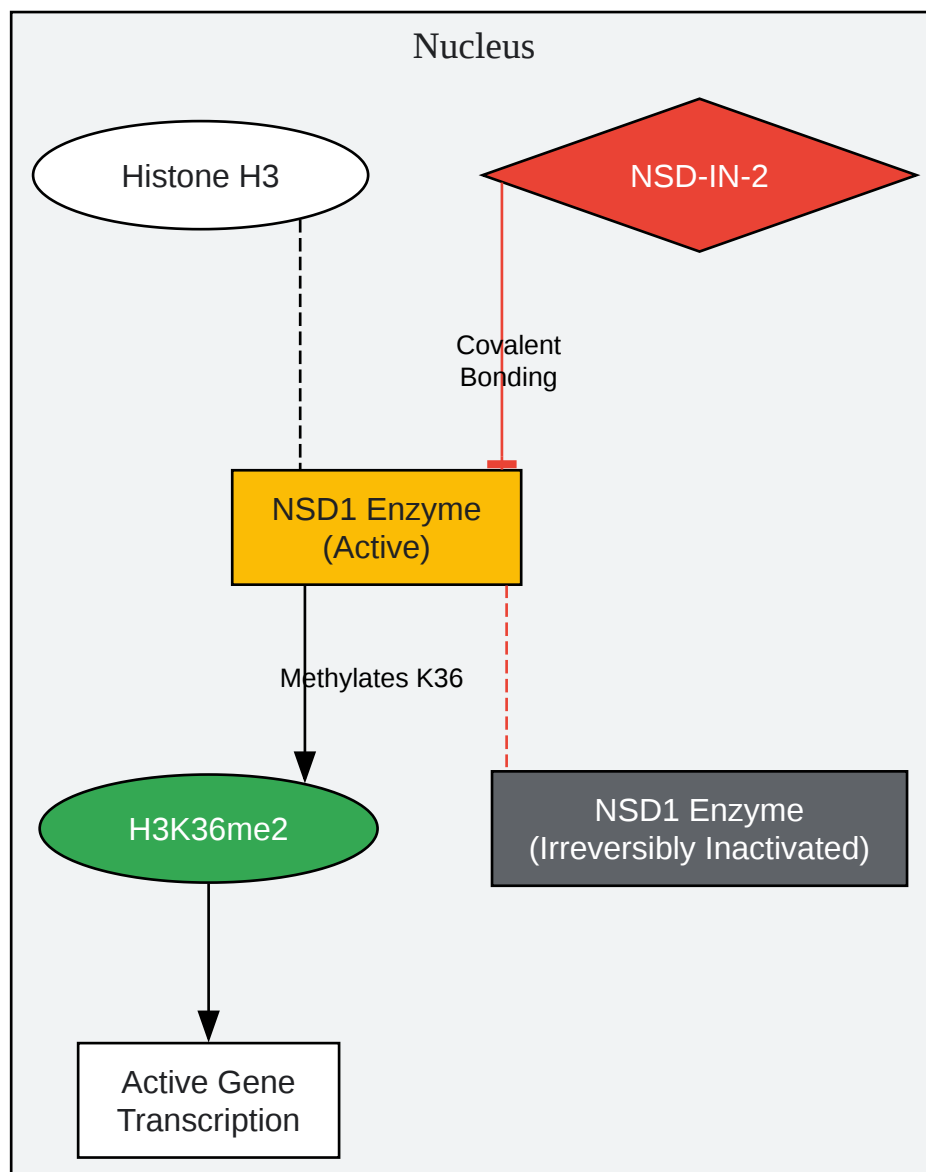 Nucleus
Histone H3
NSD-IN-2
Covalent
Bonding
NSD1 Enzyme
(Active)
Methylates K36
H3K36me2
NSD1 Enzyme
(Irreversibly Inactivated)
Active Gene
Transcription